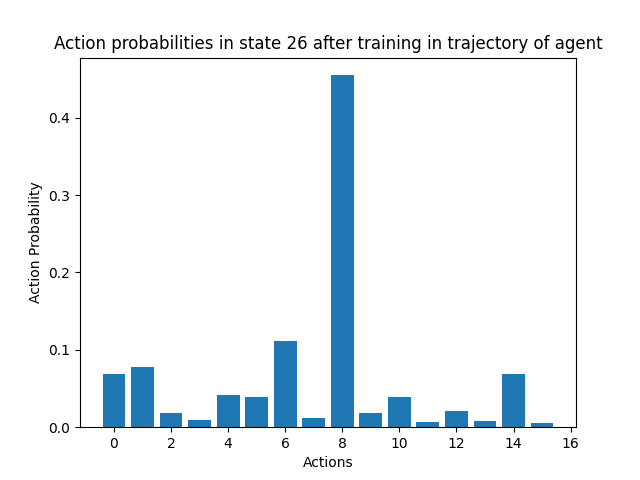 Action probabilities in state 26 after training in trajectory of agent
Action Probability
0.4
0.3
0.2
0.1
0.0
0 2 4 6 8 10 12 14 16
Actions